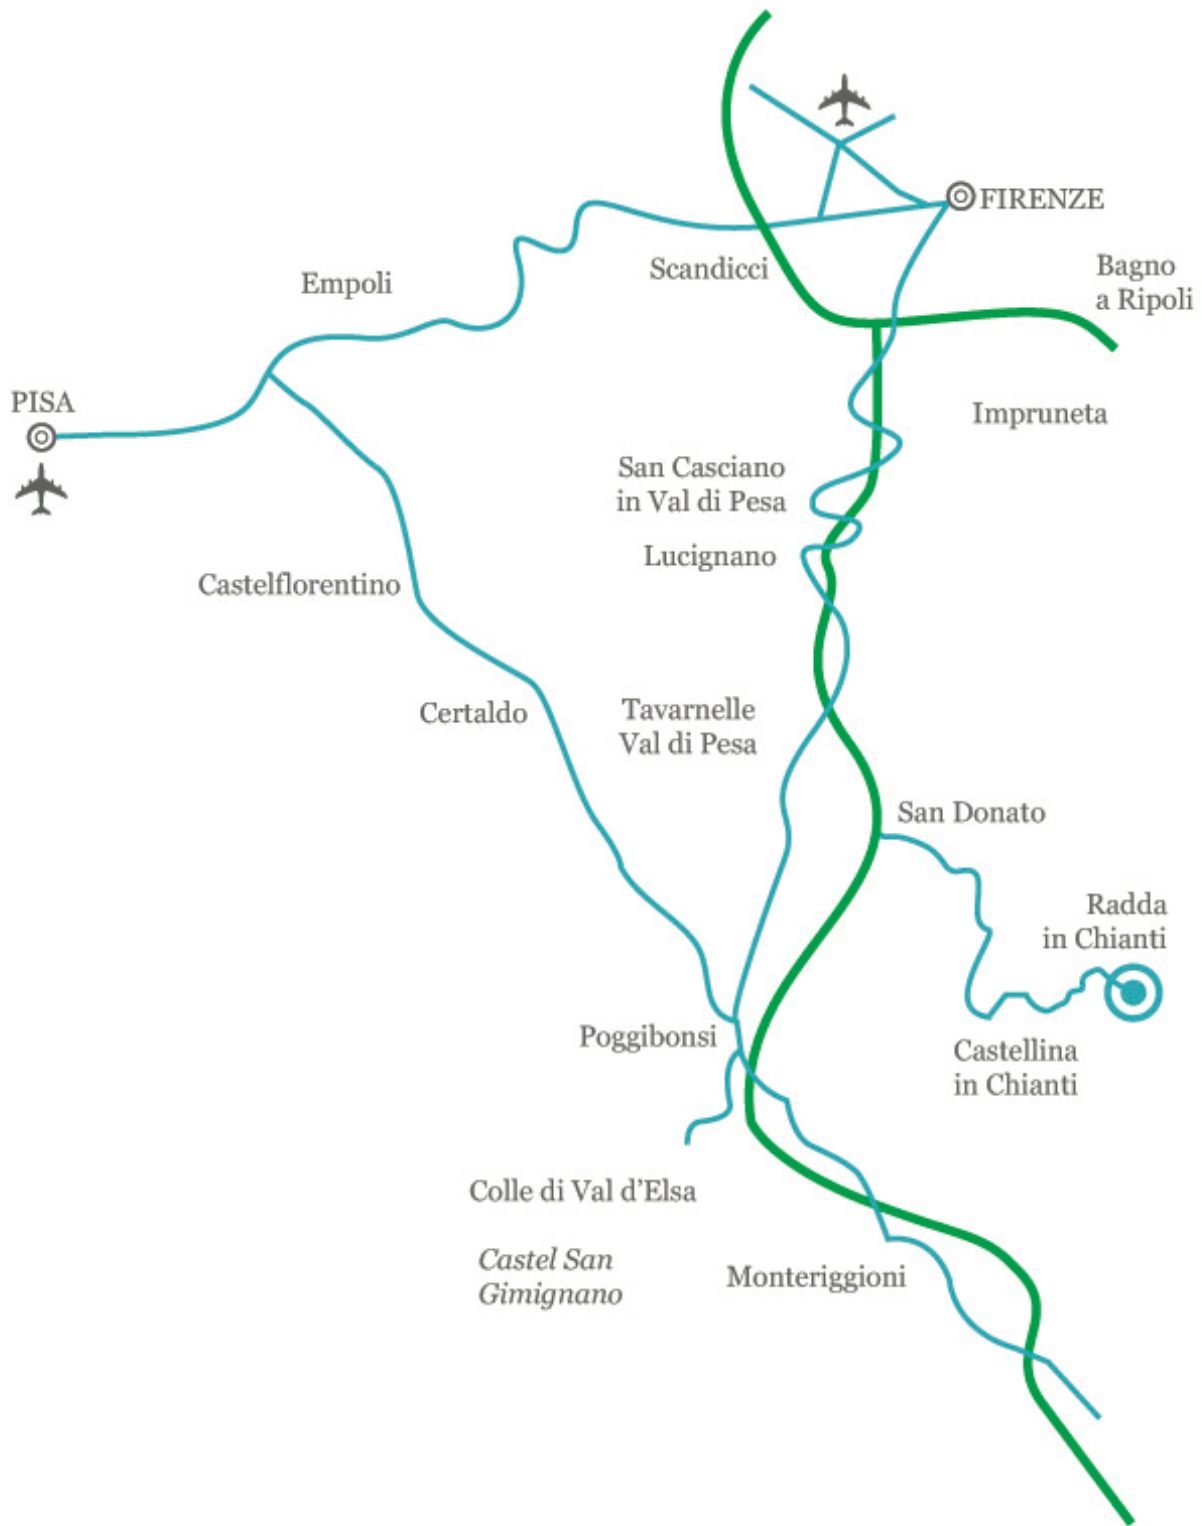 FIRENZE
Scandicci
Bagno
a Ripoli
Empoli
PISA
Impruneta
San Casciano
in Val di Pesa
Lucignano
Castelflorentino
Certaldo
Tavarnelle
Val di Pesa
San Donato
Radda
in Chianti
Poggibonsi
Castellina
in Chianti
Colle di Val d'Elsa
Castel San
Gimignano
Monteriggioni